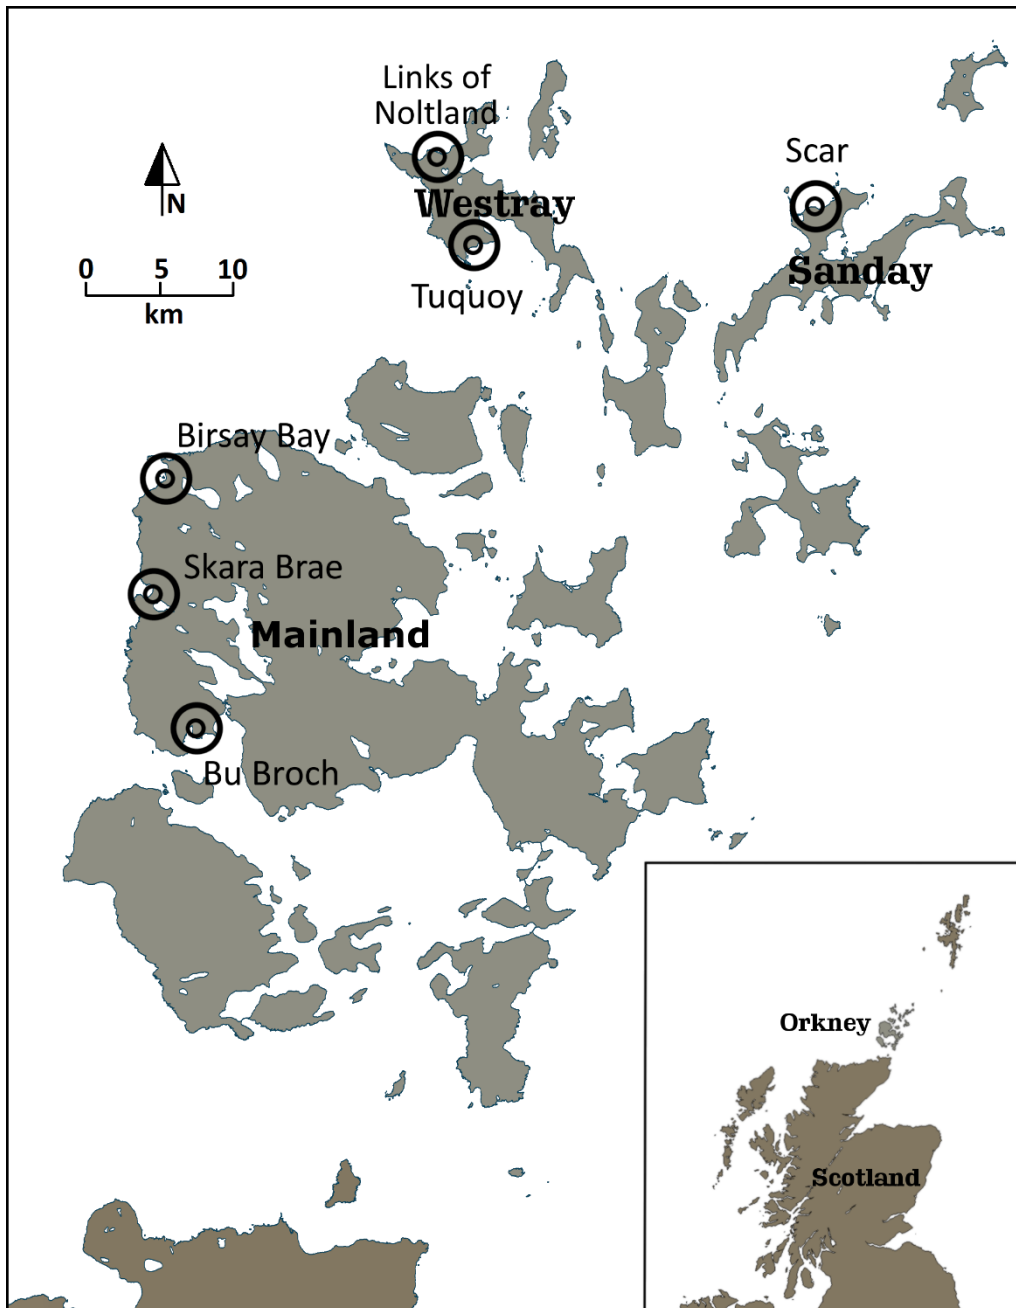 Links of
Noltland
Scar
N
Westray
0 5 10
km
Sanday
Tuquoy
Birsay Bay
Skara Brae
Mainland
Bu Broch
Orkney
Scotland